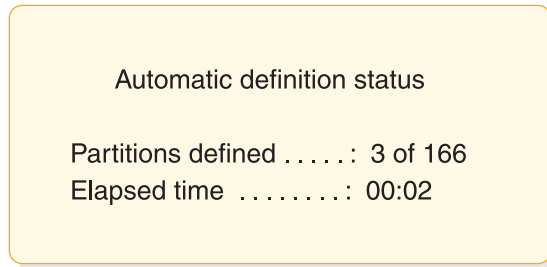 Automatic definition status
Partitions defined . . . . . : 3 of 166
Elapsed time . . . . . . . . : 00:02